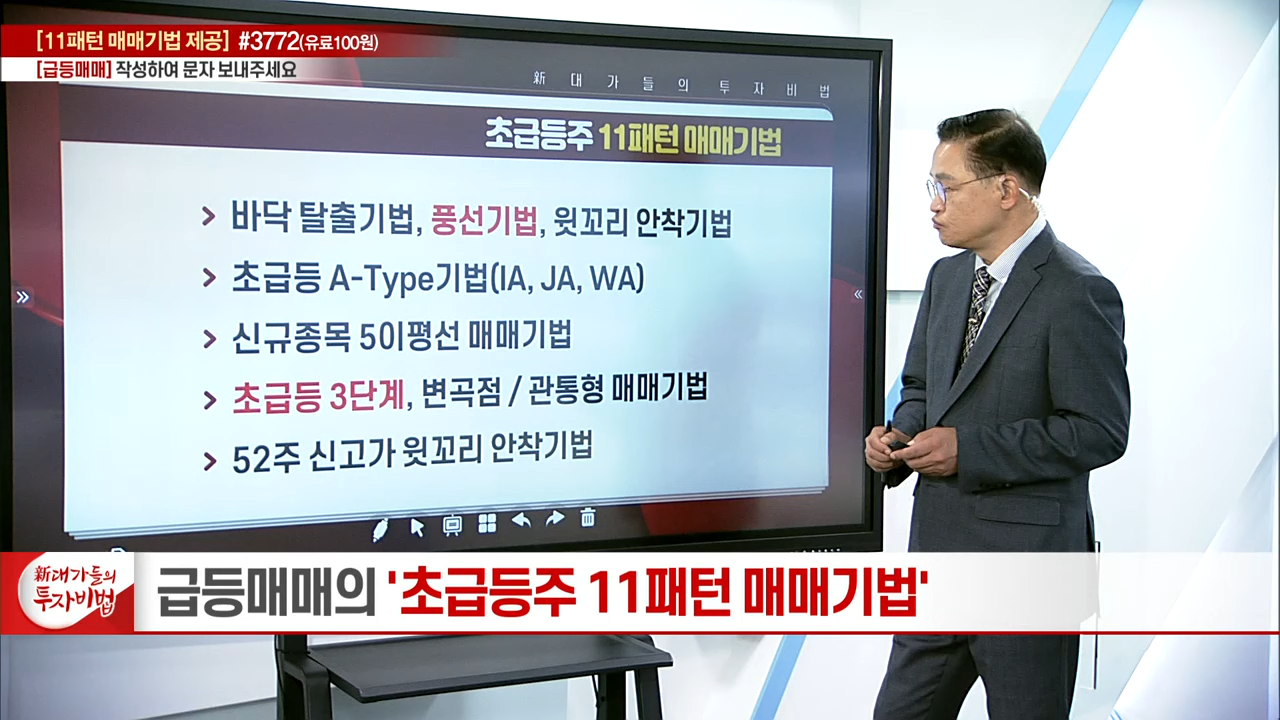 [11패턴 매매기법 제공] #3772(유료100원)
[급등매매] 작성하여 문자 보내주세요
新 대 가 들 의 투 자 비 법
초급등주 11패턴 매매기법
바닥 탈출기법, 풍선기법, 윗꼬리 안착기법
초급등 A-Type기법(IA, JA, WA)
신규종목 5이평선 매매기법
초급등 3단계, 변곡점 / 관통형 매매기법
52주 신고가 윗꼬리 안착기법
新대가들의
투자비법
급등매매의 '초급등주 11패턴 매매기법'